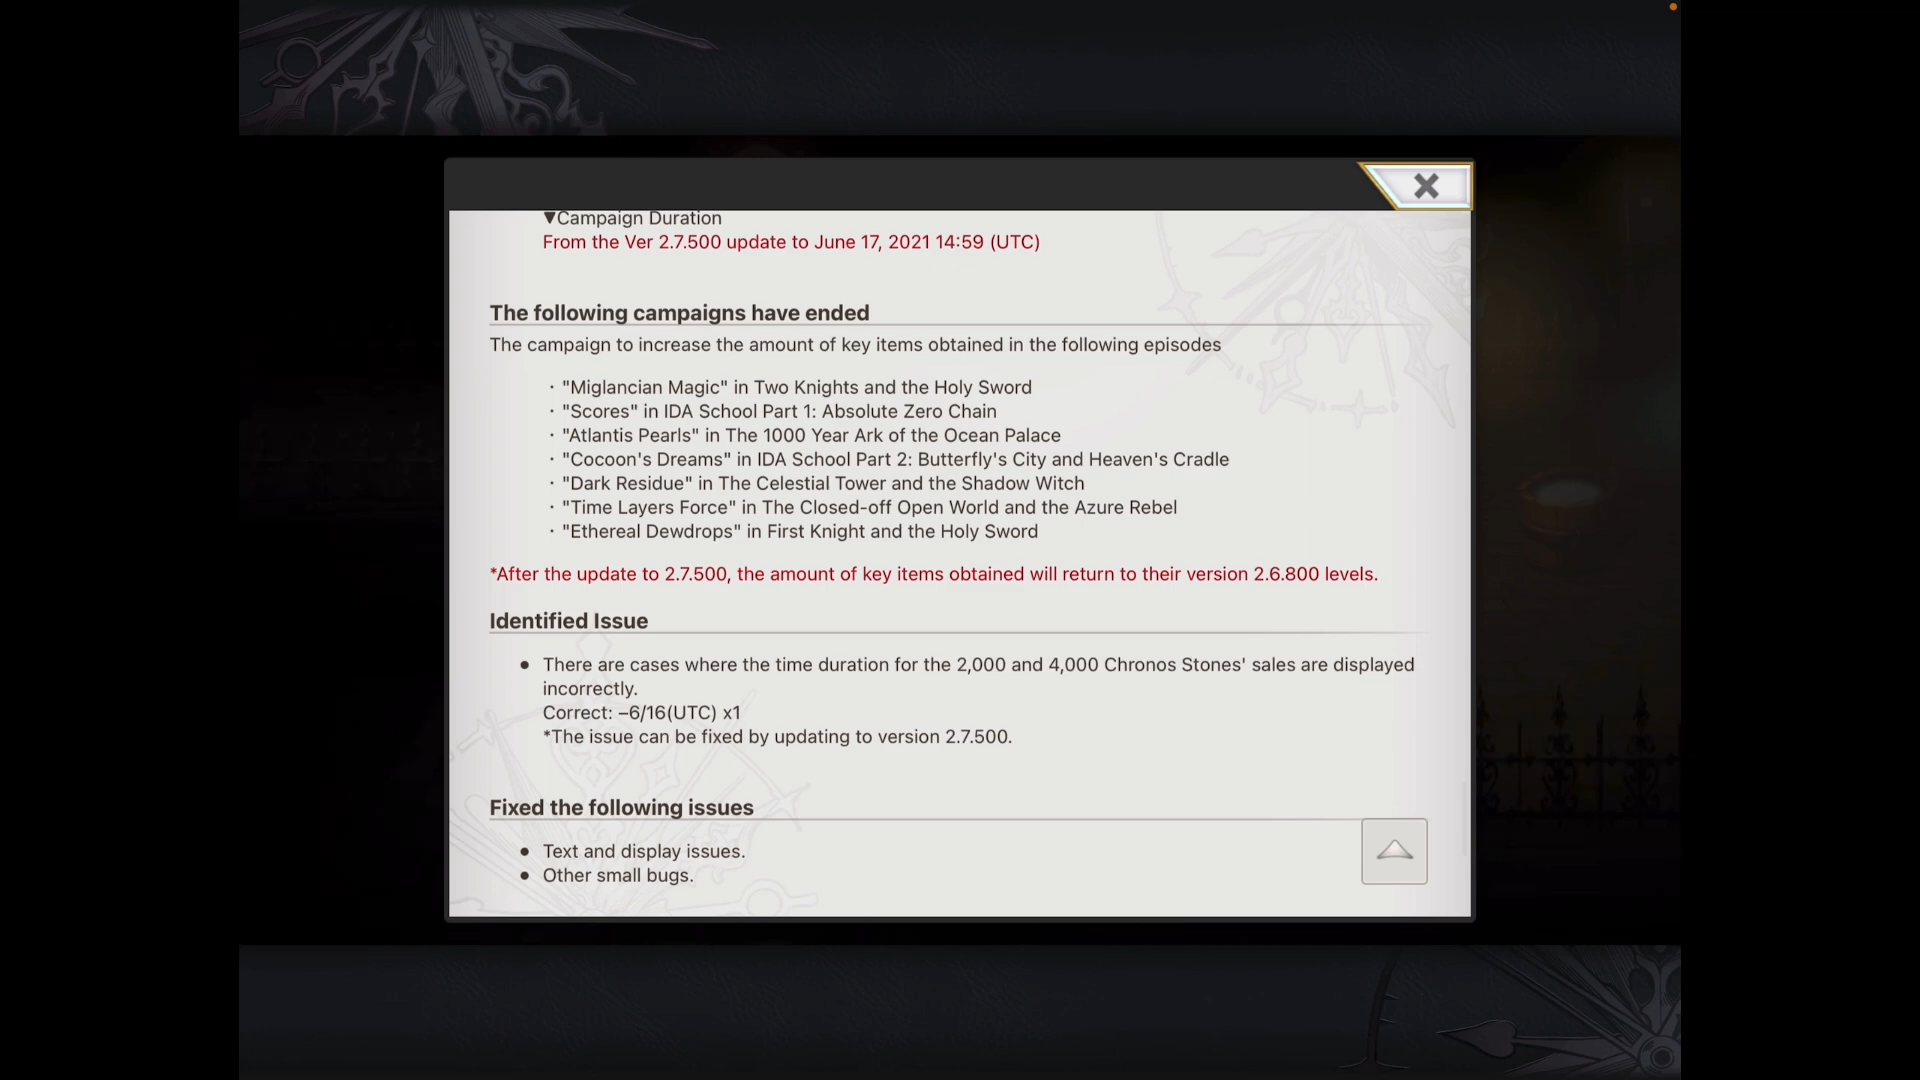 ▼Campaign Duration
From the Ver 2.7.500 update to June 17, 2021 14:59 (UTC)
The following campaigns have ended
The campaign to increase the amount of key items obtained in the following episodes
・"Miglancian Magic" in Two Knights and the Holy Sword
・"Scores" in IDA School Part 1: Absolute Zero Chain
・"Atlantis Pearls" in The 1000 Year Ark of the Ocean Palace
・"Cocoon's Dreams" in IDA School Part 2: Butterfly's City and Heaven's Cradle
・"Dark Residue" in The Celestial Tower and the Shadow Witch
・"Time Layers Force" in The Closed-off Open World and the Azure Rebel
・"Ethereal Dewdrops" in First Knight and the Holy Sword
*After the update to 2.7.500, the amount of key items obtained will return to their version 2.6.800 levels.
Identified Issue
● There are cases where the time duration for the 2,000 and 4,000 Chronos Stones' sales are displayed
incorrectly.
Correct: –6/16(UTC) x1
*The issue can be fixed by updating to version 2.7.500.
Fixed the following issues
● Text and display issues.
● Other small bugs.